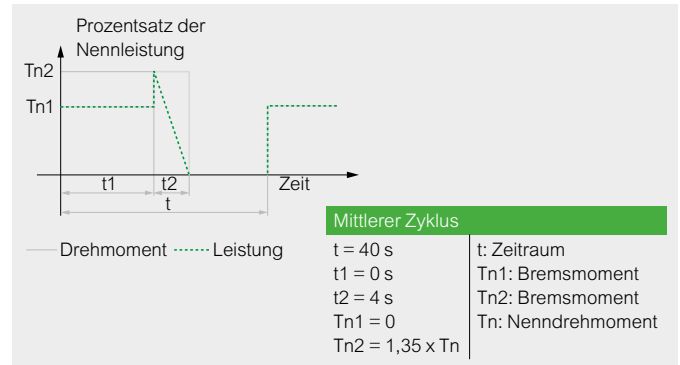 Prozentsatz der
Nennleistung
Tn2
Tn1
t1
t2
Zeit
t
Drehmoment
Leistung
Mittlerer Zyklus
t = 40 s
t: Zeitraum
t1 = 0 s
Tn1: Bremsmoment
t2 = 4 s
Tn2: Bremsmoment
Tn1 = 0
Tn: Nenndrehmoment
Tn2 = 1,35 x Tn